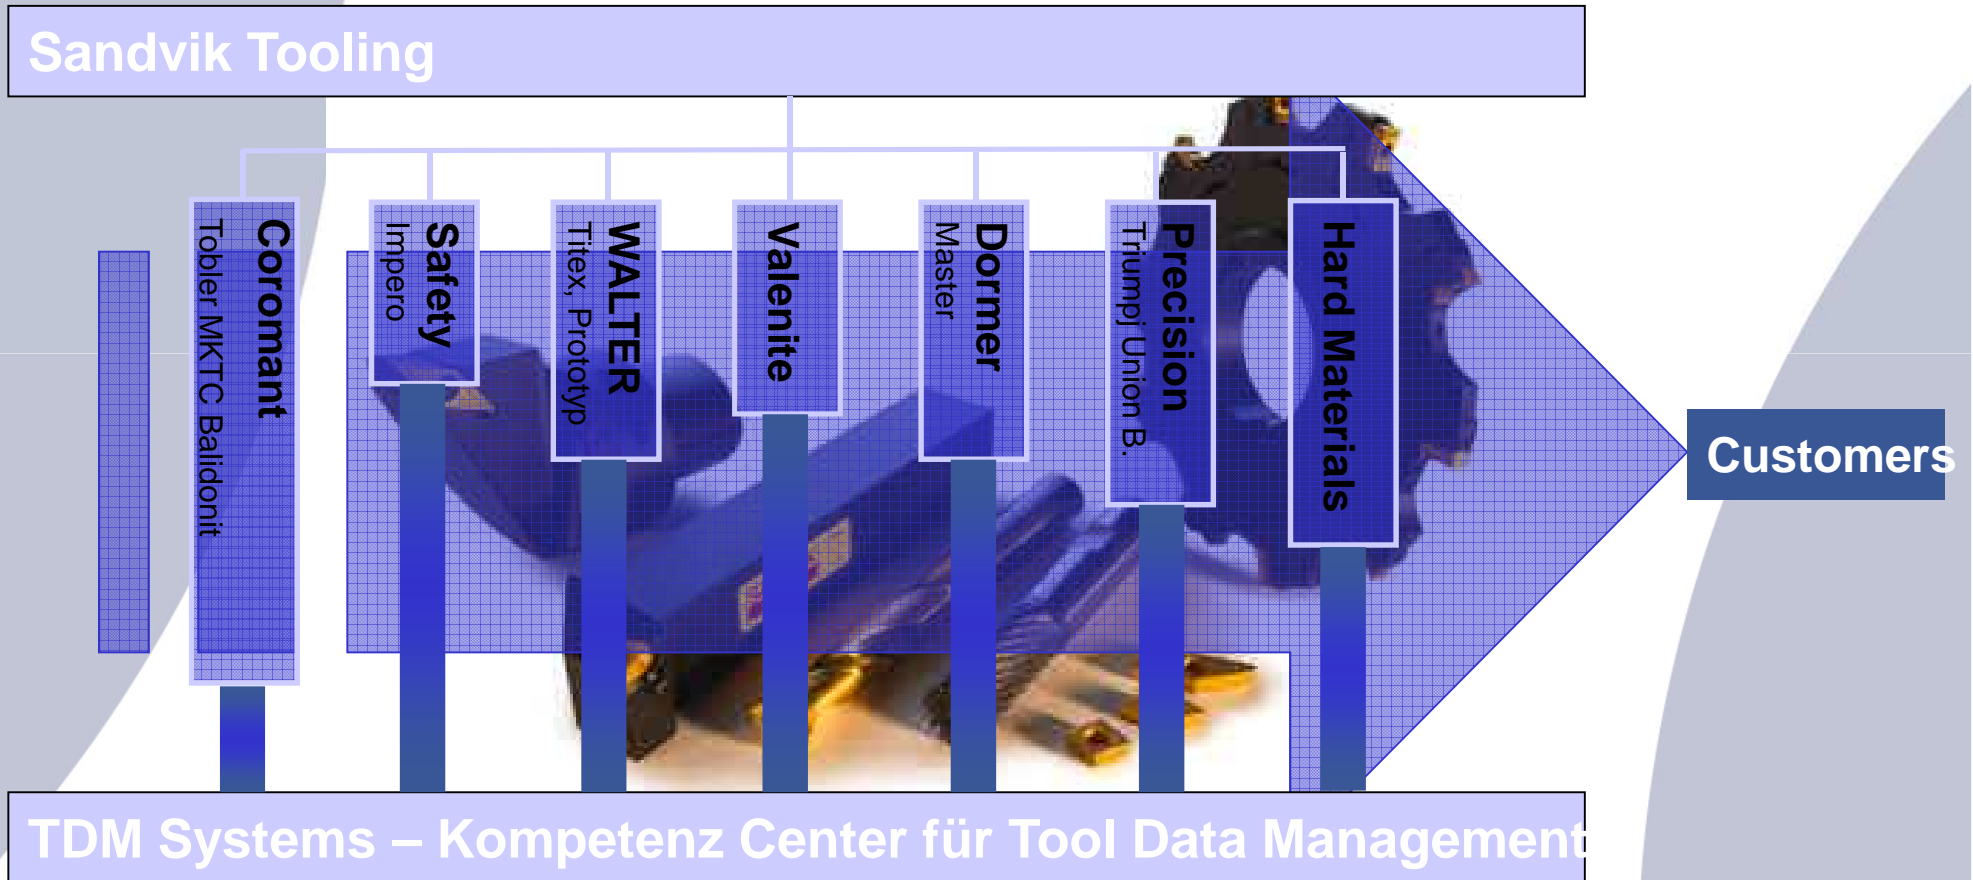 Sandvik Tooling
Coromant
Tobler MKTC Balidonit
Safety
Impero
WALTER
Titex, Prototyp
Valenite
Dormer
Master
Precision
Triumpj Union B.
Hard Materials
Customers
TDM Systems – Kompetenz Center für Tool Data Management